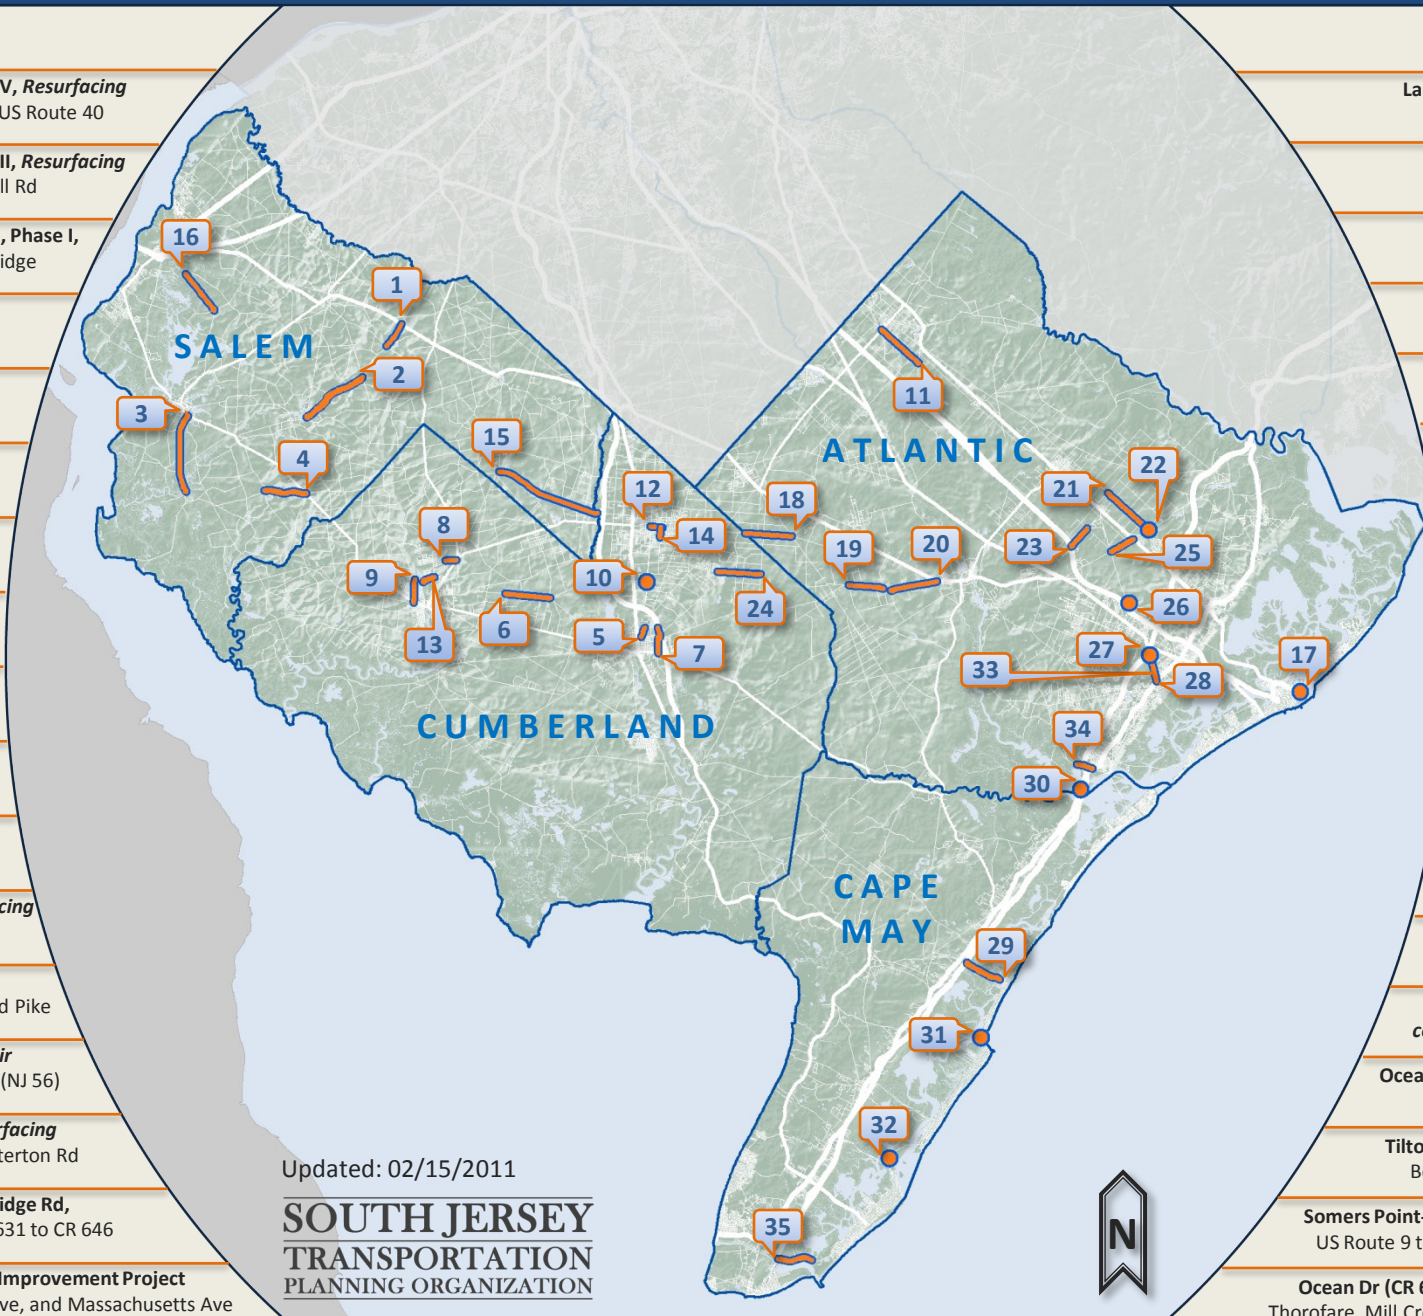 V, Resurfacing
US Route 40
II, Resurfacing
ll Rd
, Phase I,
idge
cing
d Pike
ir
(NJ 56)
rfacing
terton Rd
idge Rd,
631 to CR 646
Improvement Project
ve, and Massachusetts Ave
La
c
Ocea
Tilto
B
Somers Point-
US Route 9 t
Ocean Dr (CR 6
Thorofare, Mill Cr
16
1
SALEM
2
3
4
15
8
9
13
6
12
14
10
5
7
24
CUMBERLAND
11
ATLANTIC
22
21
18
19
20
23
25
26
27
33
28
17
34
30
CAPE
MAY
29
31
32
35
Updated: 02/15/2011
SOUTH JERSEY
TRANSPORTATION
PLANNING ORGANIZATION
N